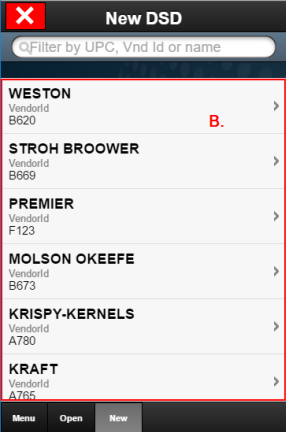 New DSD
Filter by UPC, Vnd Id or name
WESTON
VendorId
B620
B.
STROH BROOWER
VendorId
B669
PREMIER
VendorId
F123
MOLSON OKEEFE
VendorId
B673
KRISPY-KERNELS
VendorId
A780
KRAFT
VendorId
A765
Menu Open New